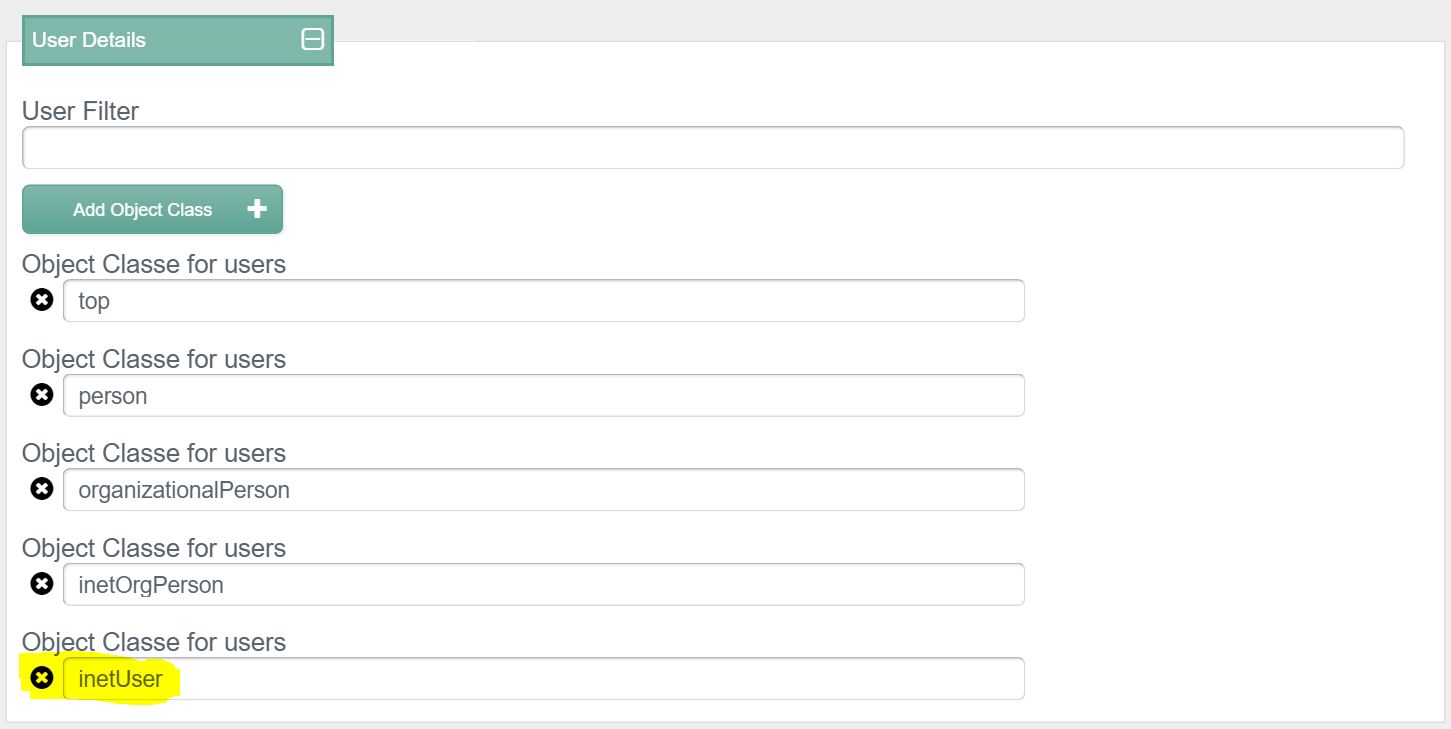 User Details
User Filter
Add Object Class
Object Classe for users
top
Object Classe for users
person
Object Classe for users
organizationalPerson
Object Classe for users
inetOrgPerson
Object Classe for users
inetUser